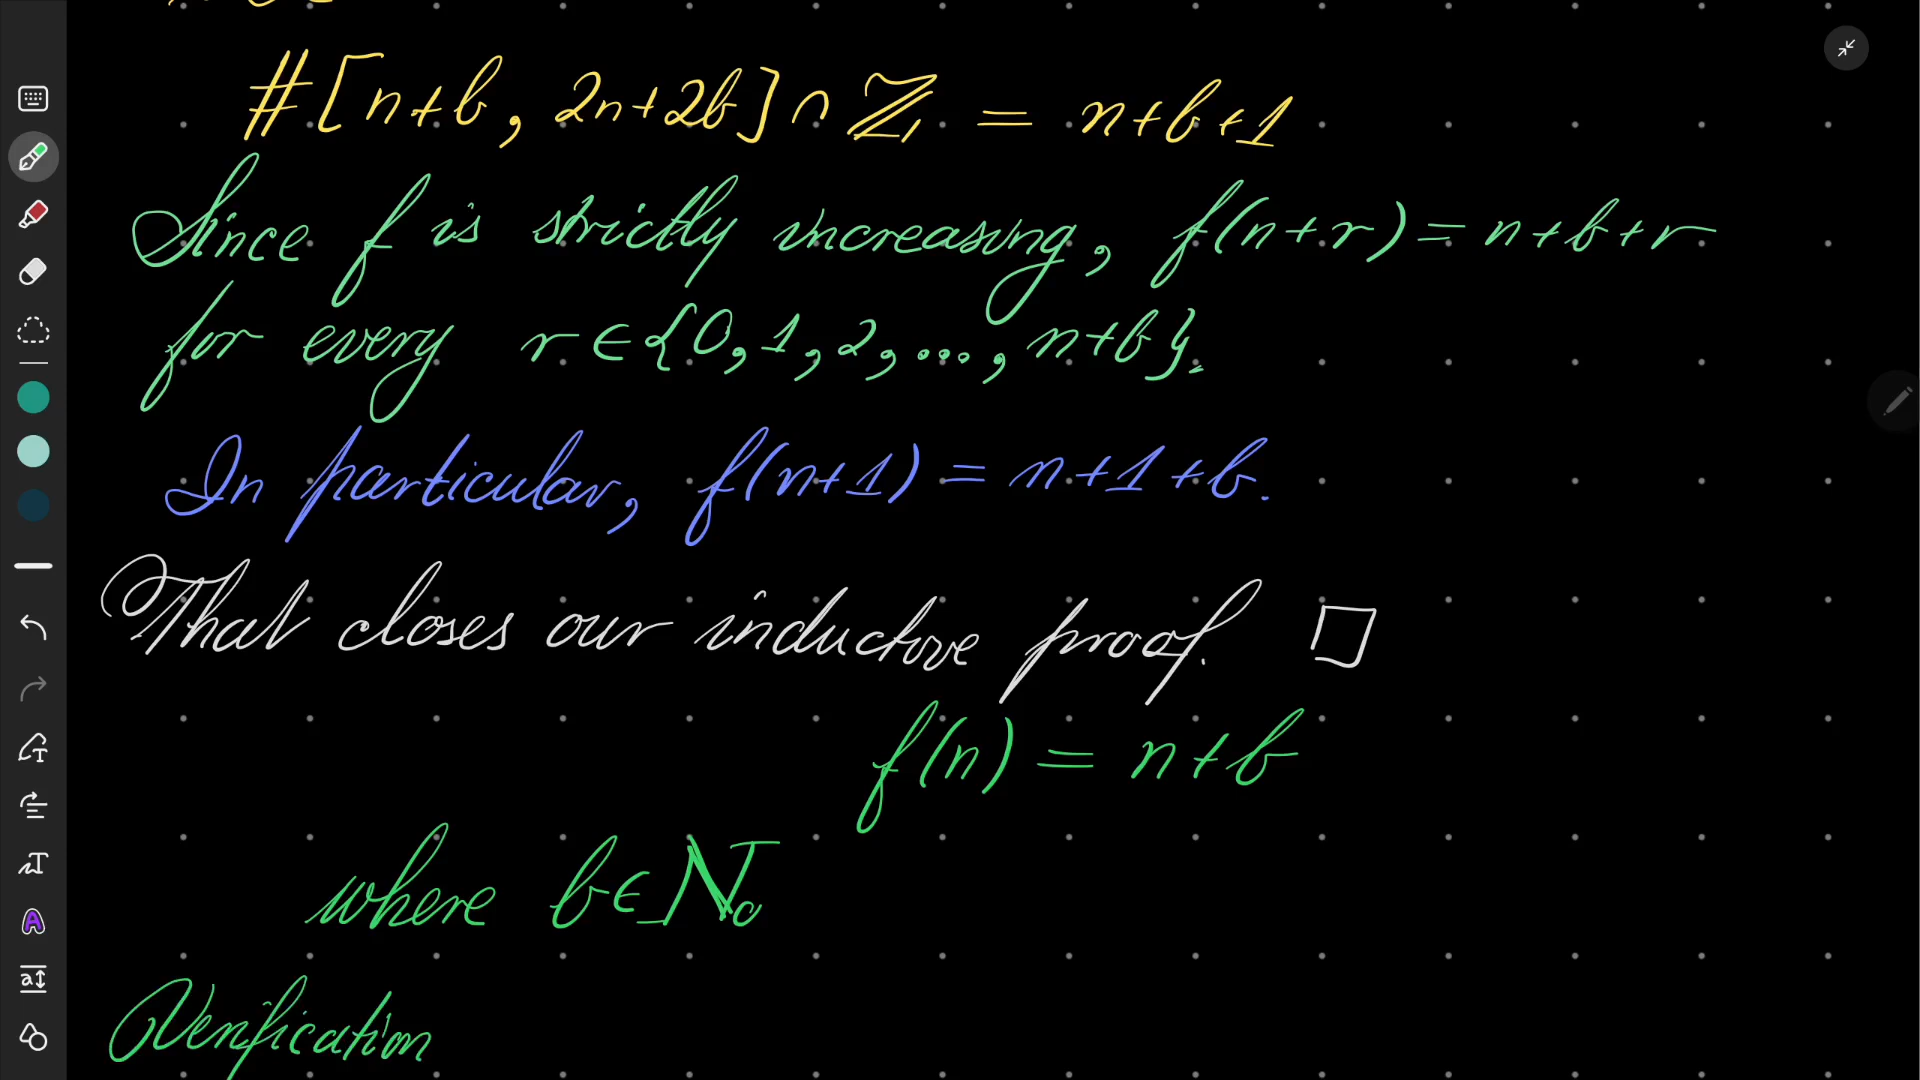 #[n+b, 2n+2b]∩ℤ = n+b+1
Since f is strictly increasing, f(n+r)=n+b+r
for every r∈{0,1,2,...,n+b}.
In particular, f(n+1)=n+1+b.
That closes our inductive proof. □
f(n)=n+b
where b∈ℕ₀
Verification